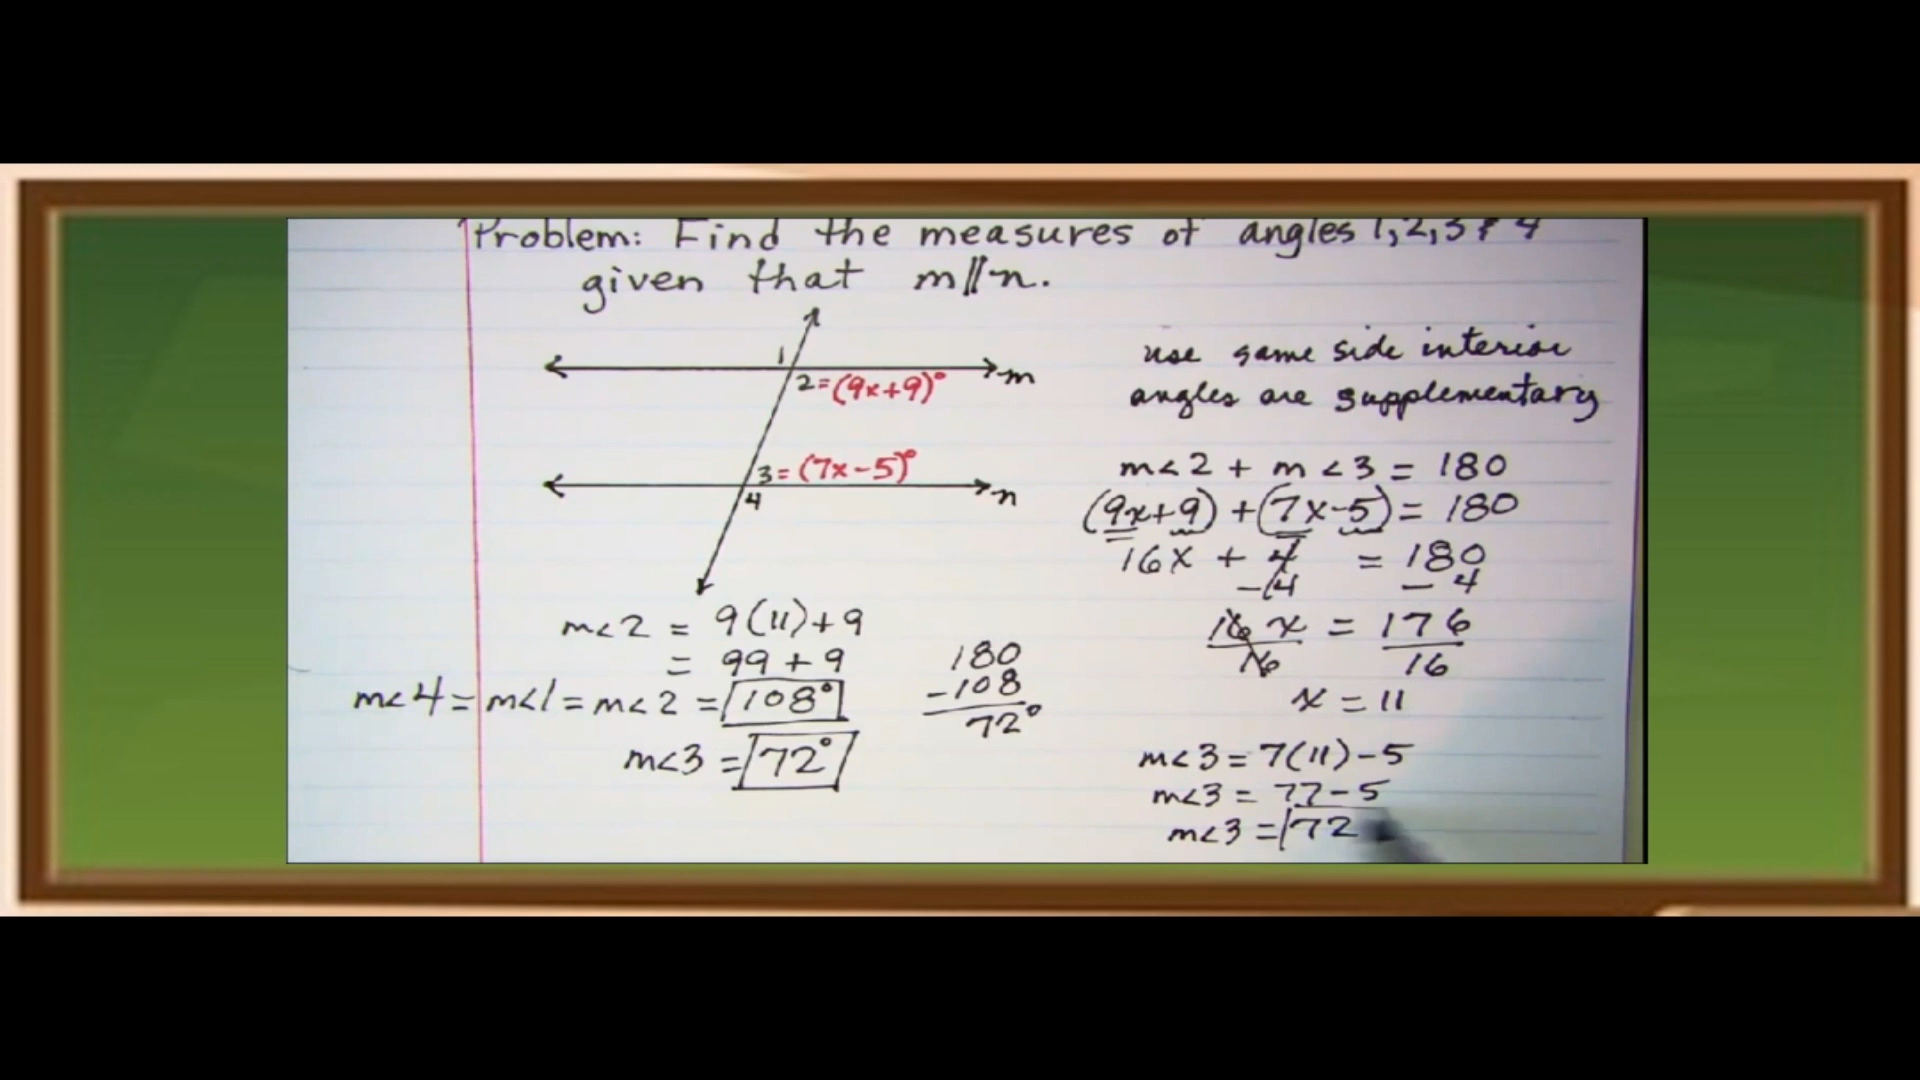 Problem: Find the measures of angles 1, 2, 3 & 4
given that m∥n.
1
m
2 = (9x+9)°
3 = (7x-5)°
n
4
use same side interior
angles are supplementary
m<2 + m<3 = 180
(9x+9) + (7x-5) = 180
16x + 4 = 180
-4 - 4
16x = 176
16 16
x = 11
m<2 = 9(11)+9
= 99 + 9
m<4 = m<1 = m<2 = 108°
m<3 = 72°
180
-108
72°
m<3 = 7(11)-5
m<3 = 77-5
m<3 = 72